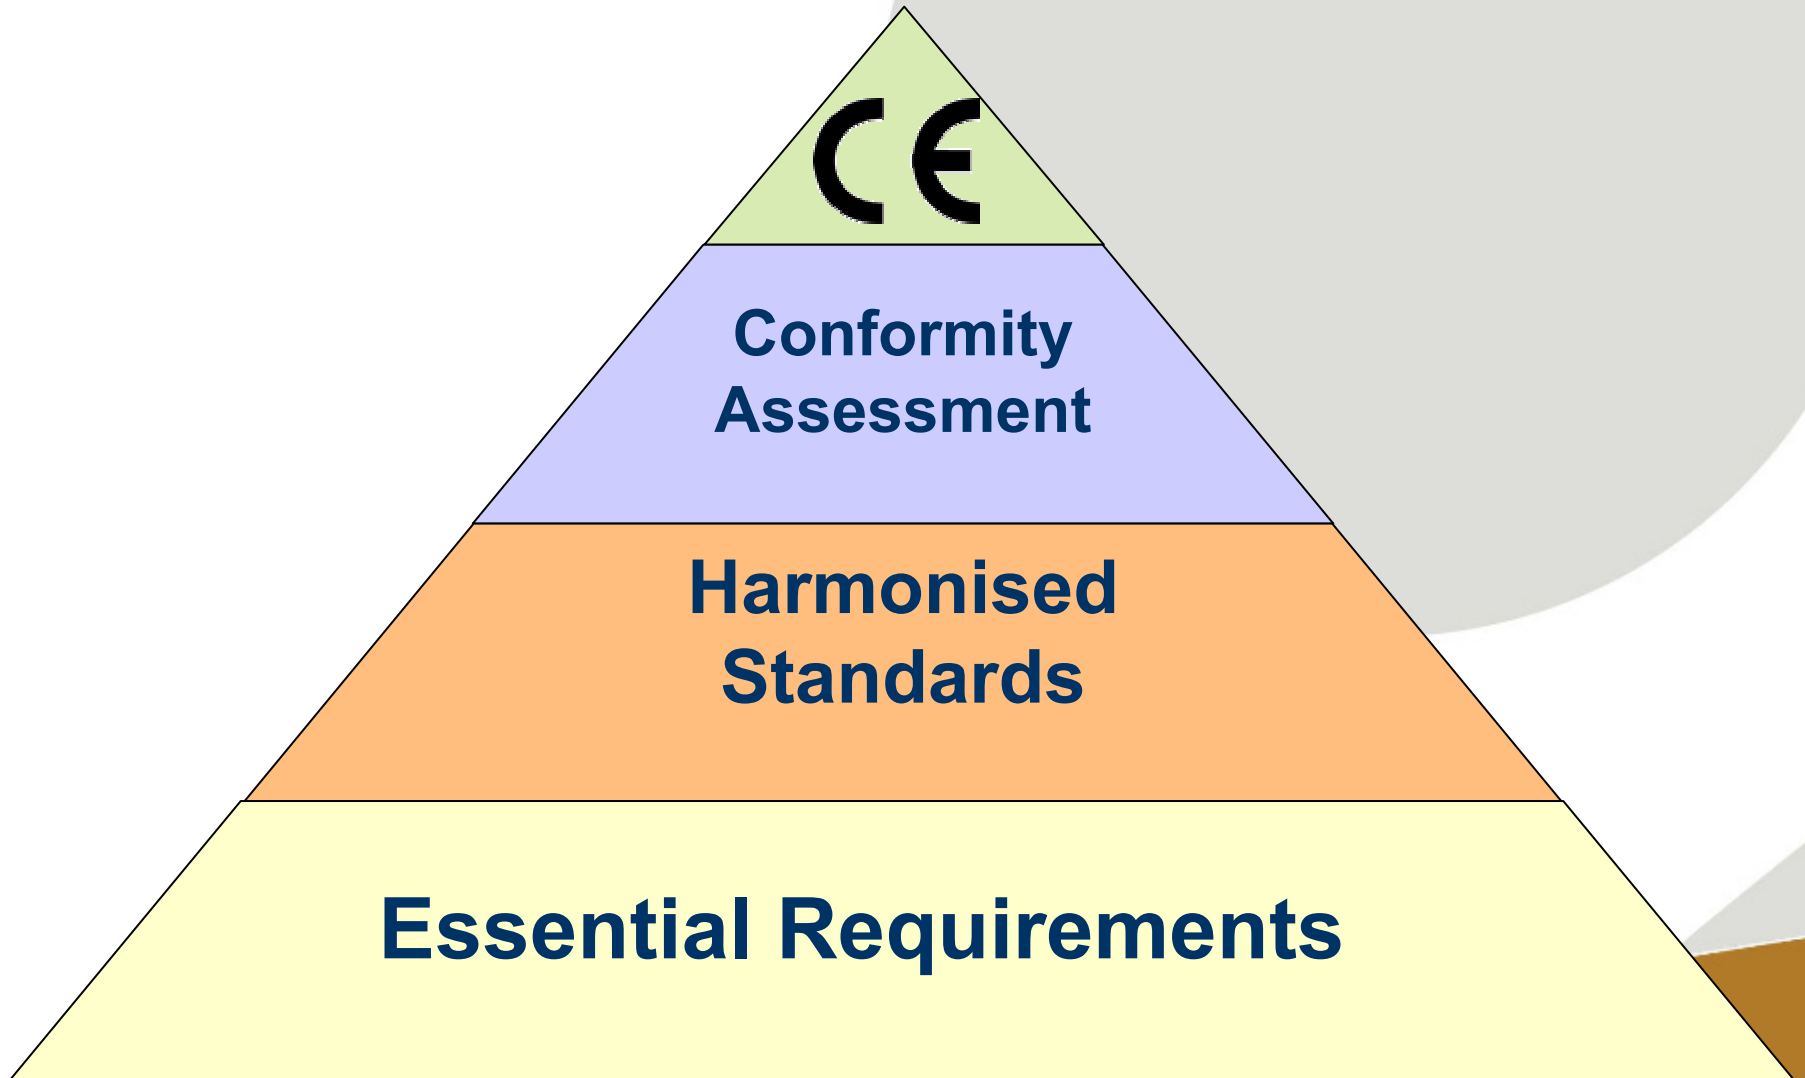 CE
Conformity
Assessment
Harmonised
Standards
Essential Requirements